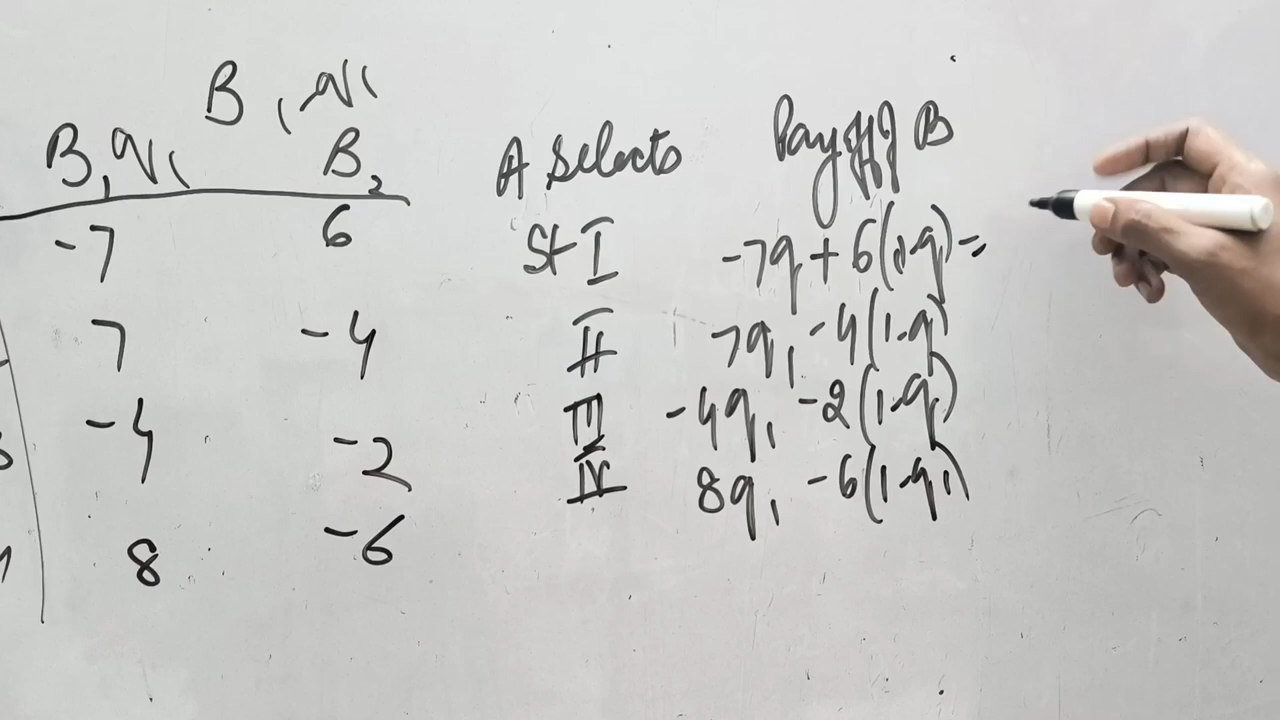 B, q₁
B, q₁ B₂ A Selects Payoff of B
-7 6 St I -7q + 6(1-q) =
7 -4 II 7q₁ -4(1-q)
-4 -2 III -4q₁ -2(1-q₁)
8 -6 IV 8q₁ -6(1-q₁)